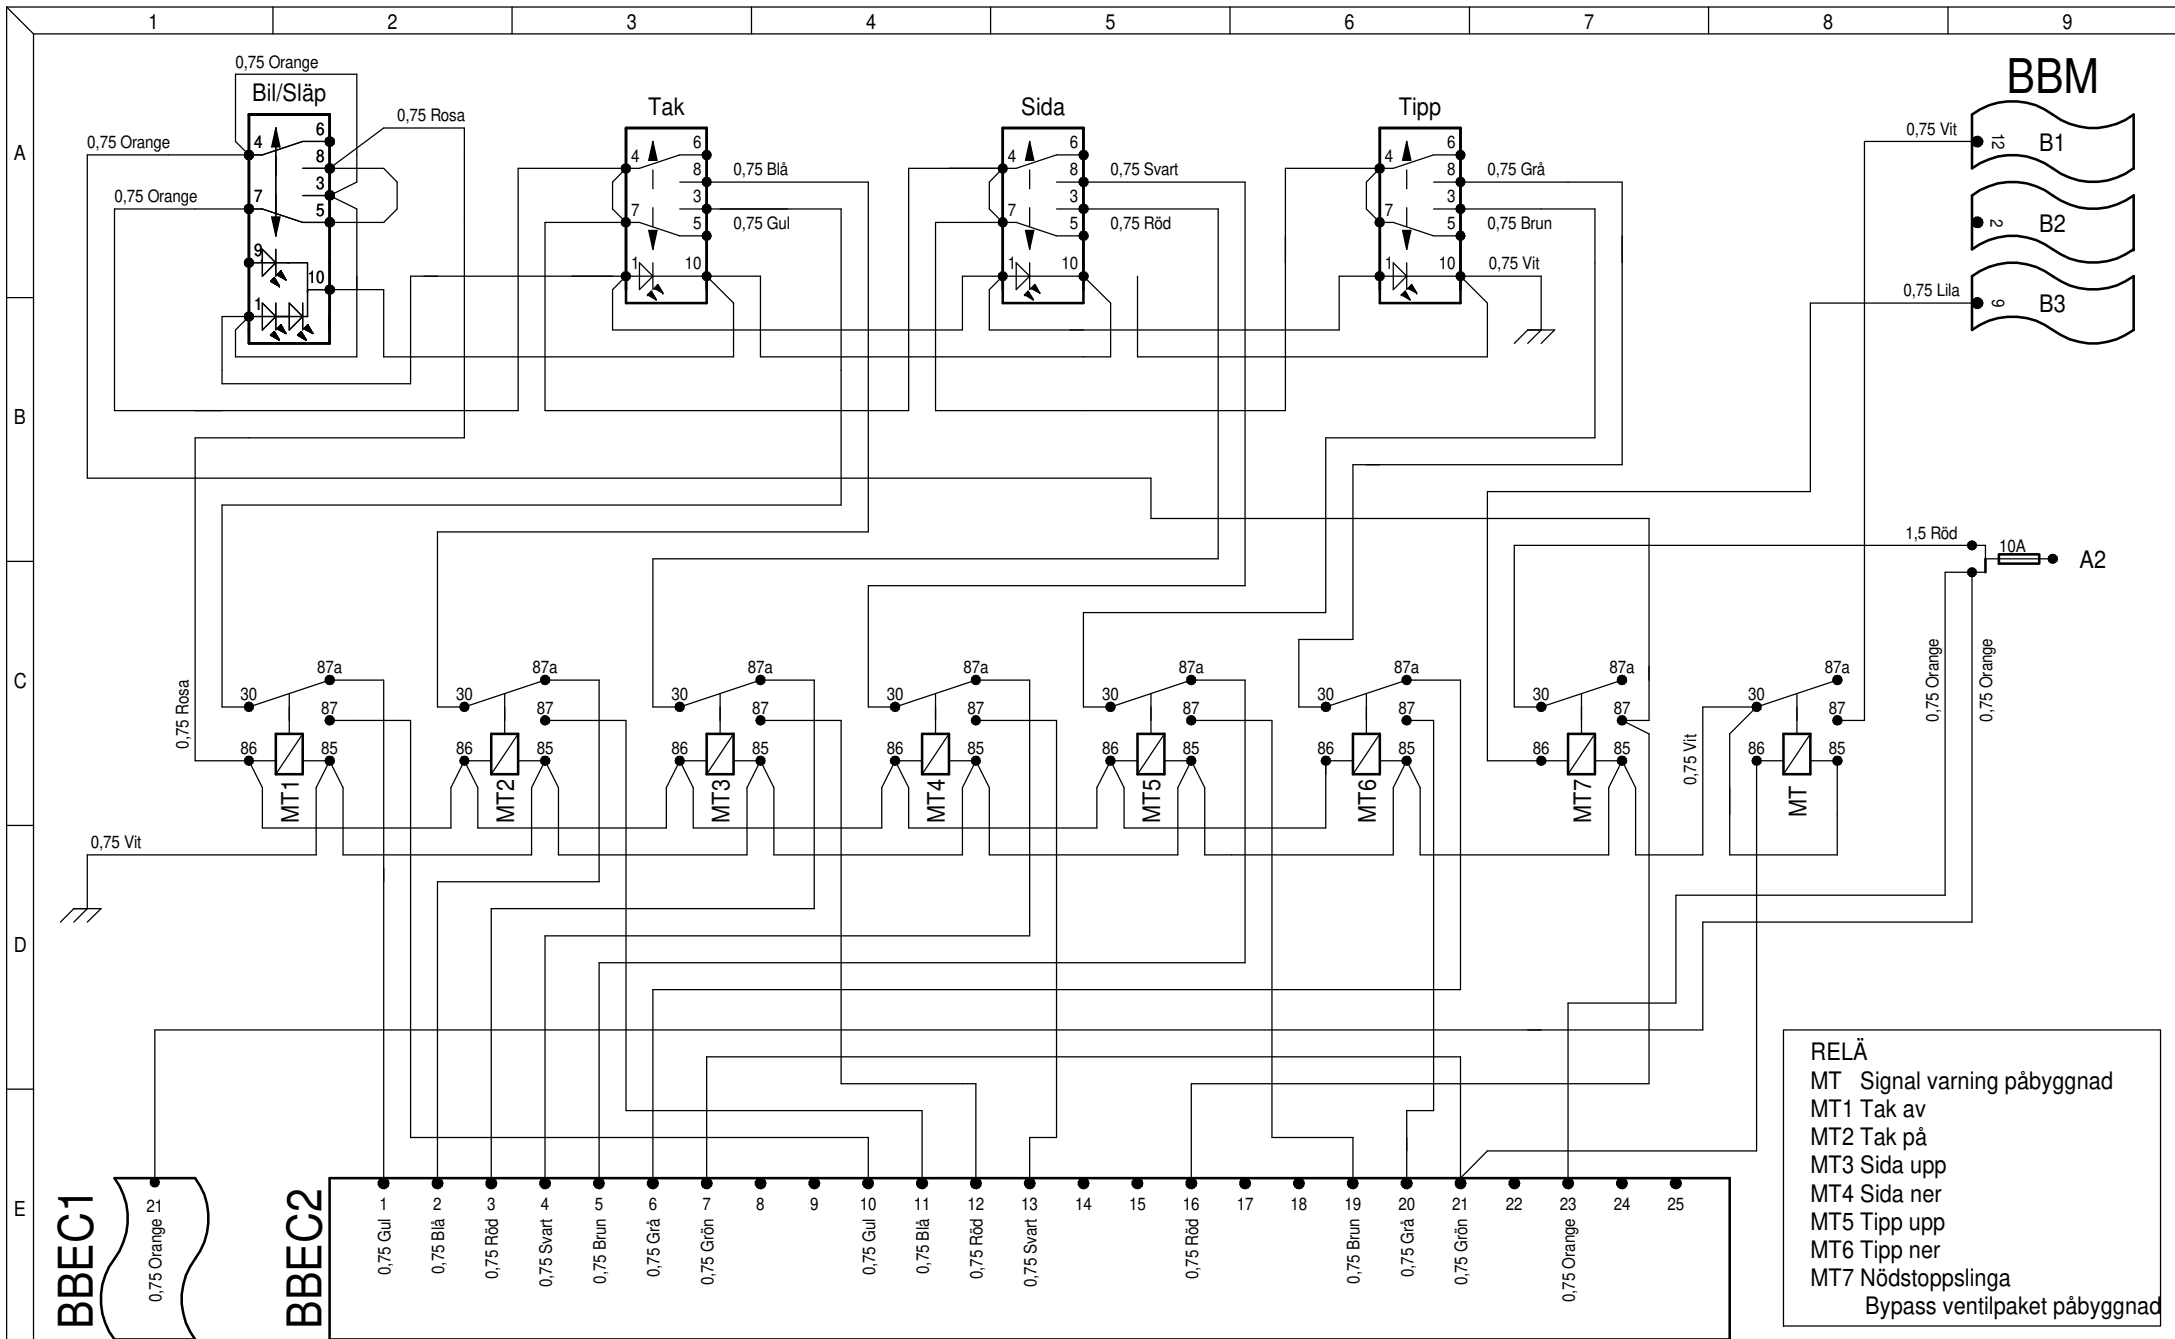 1 2 3 4 5 6 7 8 9
A
B
C
D
E
0,75 Orange
Bil/Släp
0,75 Rosa
0,75 Orange
0,75 Orange
4 6
8
3
7 5
9
10
1
Tak
4 6
8
3
7 5
1 10
0,75 Blå
0,75 Gul
Sida
4 6
8
3
7 5
1 10
0,75 Svart
0,75 Röd
Tipp
4 6
8
3
7 5
1 10
0,75 Grå
0,75 Brun
0,75 Vit
BBM
0,75 Vit
12 B1
2 B2
0,75 Lila
9 B3
1,5 Röd
10A
A2
0,75 Orange
0,75 Orange
0,75 Rosa
30 87a
87
86 85
MT1
30 87a
87
86 85
MT2
30 87a
87
86 85
MT3
30 87a
87
86 85
MT4
30 87a
87
86 85
MT5
30 87a
87
86 85
MT6
30 87a
87
86 85
MT7
0,75 Vit
30 87a
87
86 85
MT
0,75 Vit
BBEC1
21
0,75 Orange
BBEC2
1 2 3 4 5 6 7 8 9 10 11 12 13 14 15 16 17 18 19 20 21 22 23 24 25
0,75 Gul
0,75 Blå
0,75 Röd
0,75 Svart
0,75 Brun
0,75 Grå
0,75 Grön
0,75 Gul
0,75 Blå
0,75 Röd
0,75 Svart
0,75 Röd
0,75 Brun
0,75 Grå
0,75 Grön
0,75 Orange
RELÄ
MT Signal varning påbyggnad
MT1 Tak av
MT2 Tak på
MT3 Sida upp
MT4 Sida ner
MT5 Tipp upp
MT6 Tipp ner
MT7 Nödstoppslinga
Bypass ventilpaket påbyggnad